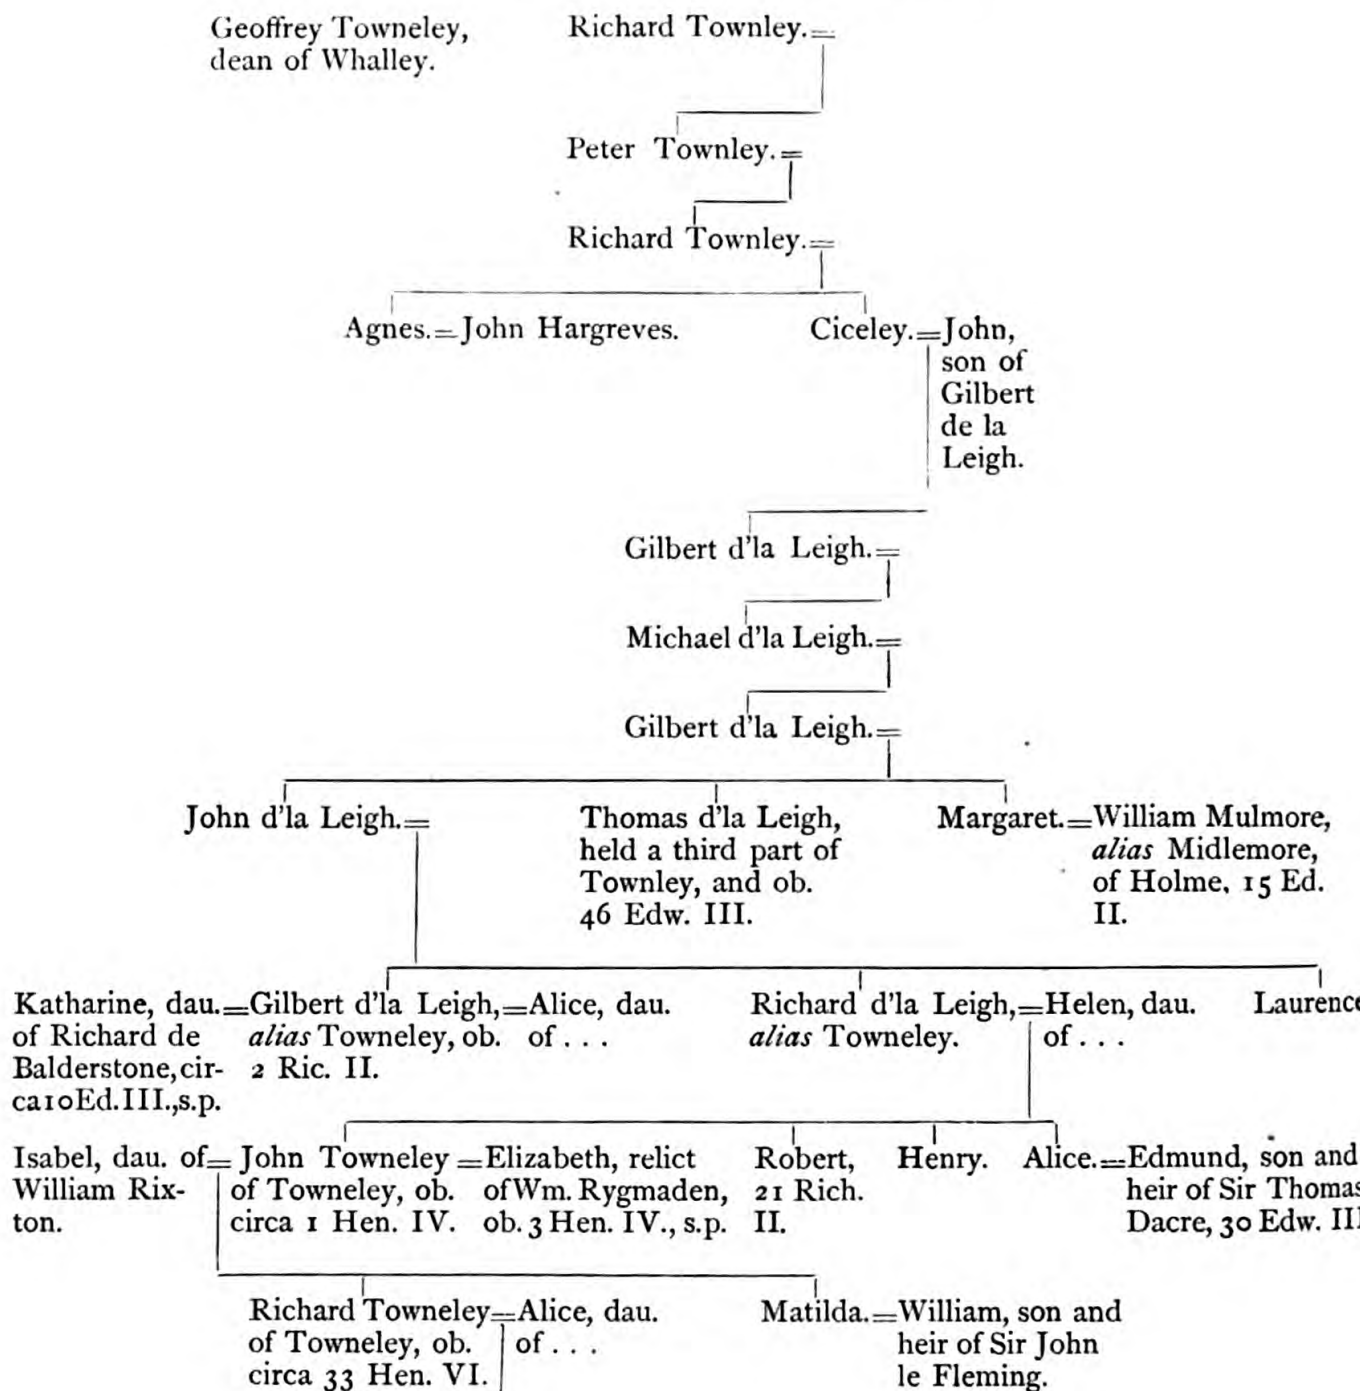 Geoffrey Towneley,
dean of Whalley.
Richard Townley.=
Peter Townley.=
Richard Townley.=
Agnes.=John Hargreves.
Ciceley.=John,
son of
Gilbert
de la
Leigh.
Gilbert d'la Leigh.=
Michael d'la Leigh.=
Gilbert d'la Leigh.=
John d'la Leigh.=
Thomas d'la Leigh,
held a third part of
Townley, and ob.
46 Edw. III.
Margaret.=William Mulmore,
alias Midlemore,
of Holme, 15 Ed.
II.
Katharine, dau.=Gilbert d'la Leigh,=Alice, dau.
of Richard de alias Towneley, ob. of . . .
Balderstone, cir- 2 Ric. II.
ca 10 Ed. III., s.p.
Richard d'la Leigh,=Helen, dau.
alias Towneley. of . . .
Laurence
Isabel, dau. of= John Towneley =Elizabeth, relict
William Rix- of Towneley, ob. of Wm. Rygmaden,
ton. circa 1 Hen. IV. ob. 3 Hen. IV., s.p.
Robert,
21 Rich.
II.
Henry.
Alice.=Edmund, son and
heir of Sir Thomas
Dacre, 30 Edw. III
Richard Towneley=Alice, dau.
of Towneley, ob. of . . .
circa 33 Hen. VI.
Matilda.=William, son and
heir of Sir John
le Fleming.